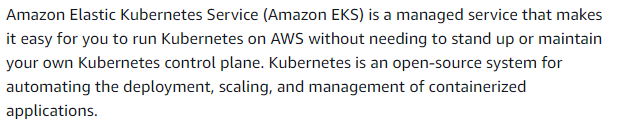 Amazon Elastic Kubernetes Service (Amazon EKS) is a managed service that makes
it easy for you to run Kubernetes on AWS without needing to stand up or maintain
your own Kubernetes control plane. Kubernetes is an open-source system for
automating the deployment, scaling, and management of containerized
applications.